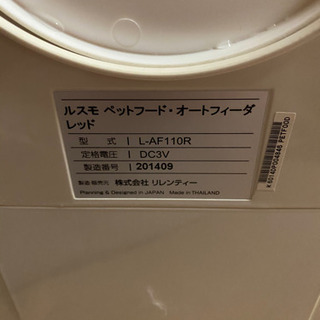 ルスモ ペットフード・オートフィーダ
レッド
型 式 L-AF110R
定格電圧 DC3V
製造番号 201409
製造・発売元 株式会社 リレンティー
Planning & Designed in JAPAN Made in THAILAND
PETFOOD